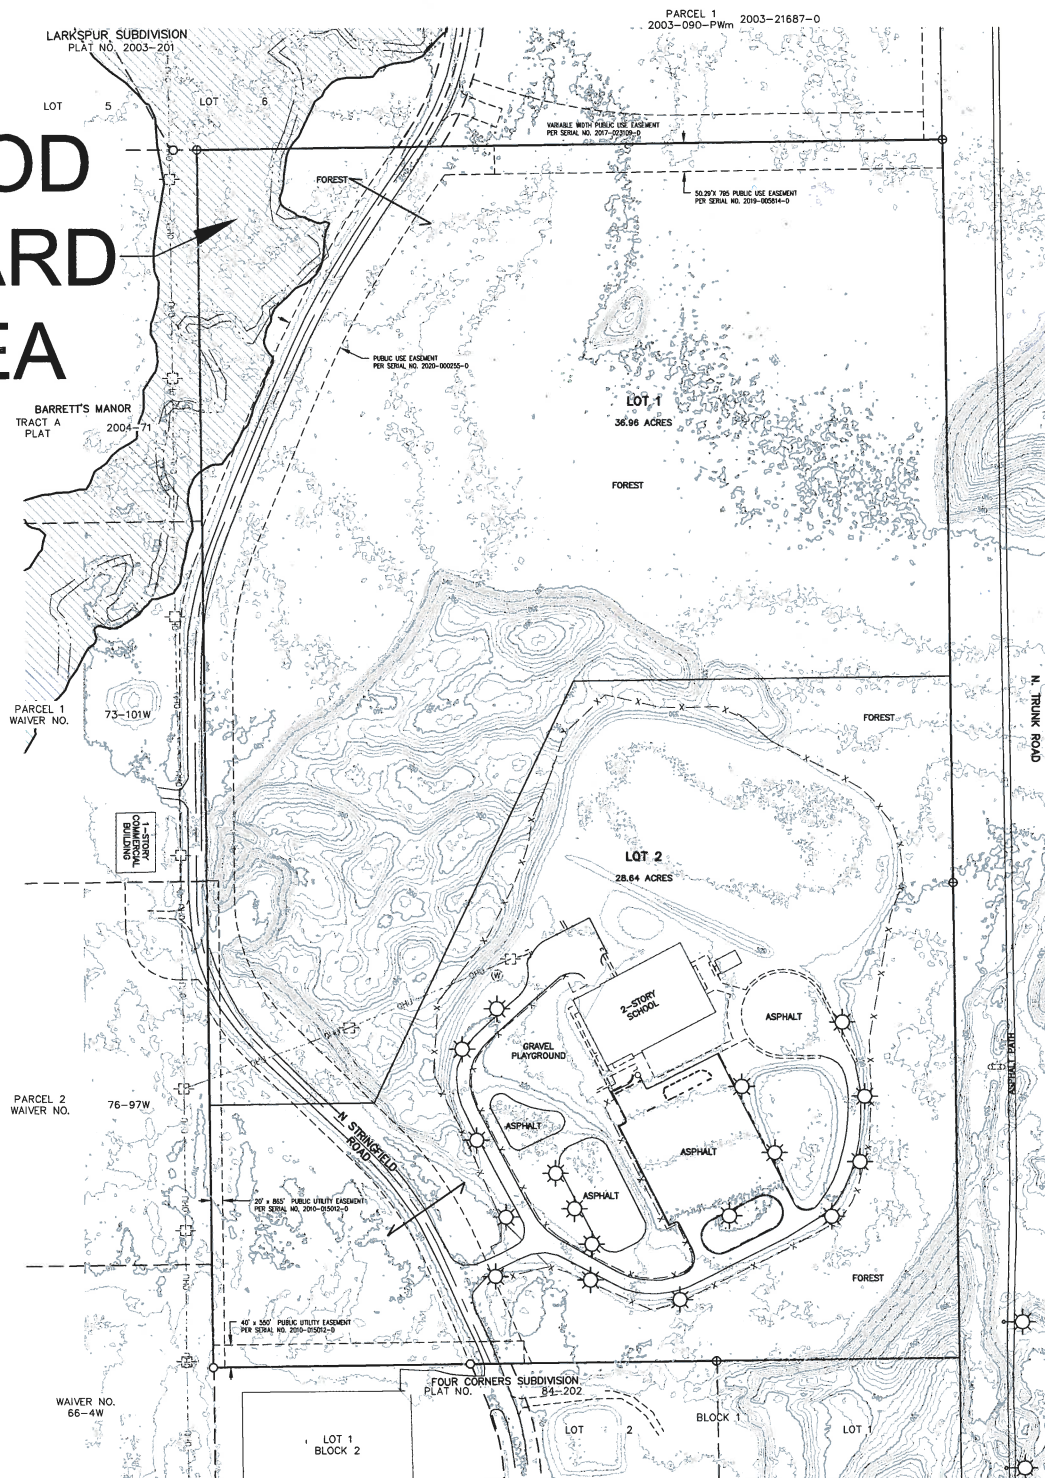 PARCEL 1
2003-090-PWm 2003-21687-0
LARKSPUR SUBDIVISION
PLAT NO. 2003-201
LOT 5
LOT 6
OD
ARD
EA
VARIABLE WIDTH PUBLIC USE EASEMENT
PER SERIAL NO. 2017-023109-0
FOREST
50.29'X 795 PUBLIC USE EASEMENT
PER SERIAL NO. 2019-005814-0
PUBLIC USE EASEMENT
PER SERIAL NO. 2020-000255-0
LOT 1
36.96 ACRES
BARRETT'S MANOR
TRACT A
PLAT 2004-71
FOREST
N. TRUNK ROAD
PARCEL 1
WAIVER NO. 73-101W
FOREST
1-STORY
COMMERCIAL
BUILDING
LOT 2
28.64 ACRES
OHU
W
2-STORY
SCHOOL
ASPHALT
GRAVEL
PLAYGROUND
ASPHALT PATH
PARCEL 2
WAIVER NO. 76-97W
N STRINGFIELD
ROAD
ASPHALT
ASPHALT
ASPHALT
20' x 865' PUBLIC UTILITY EASEMENT
PER SERIAL NO. 2010-015012-0
FOREST
40' x 550' PUBLIC UTILITY EASEMENT
PER SERIAL NO. 2010-015012-0
FOUR CORNERS SUBDIVISION
PLAT NO. 84-202
WAIVER NO.
66-4W
LOT 1
BLOCK 2
LOT 2
BLOCK 1
LOT 1